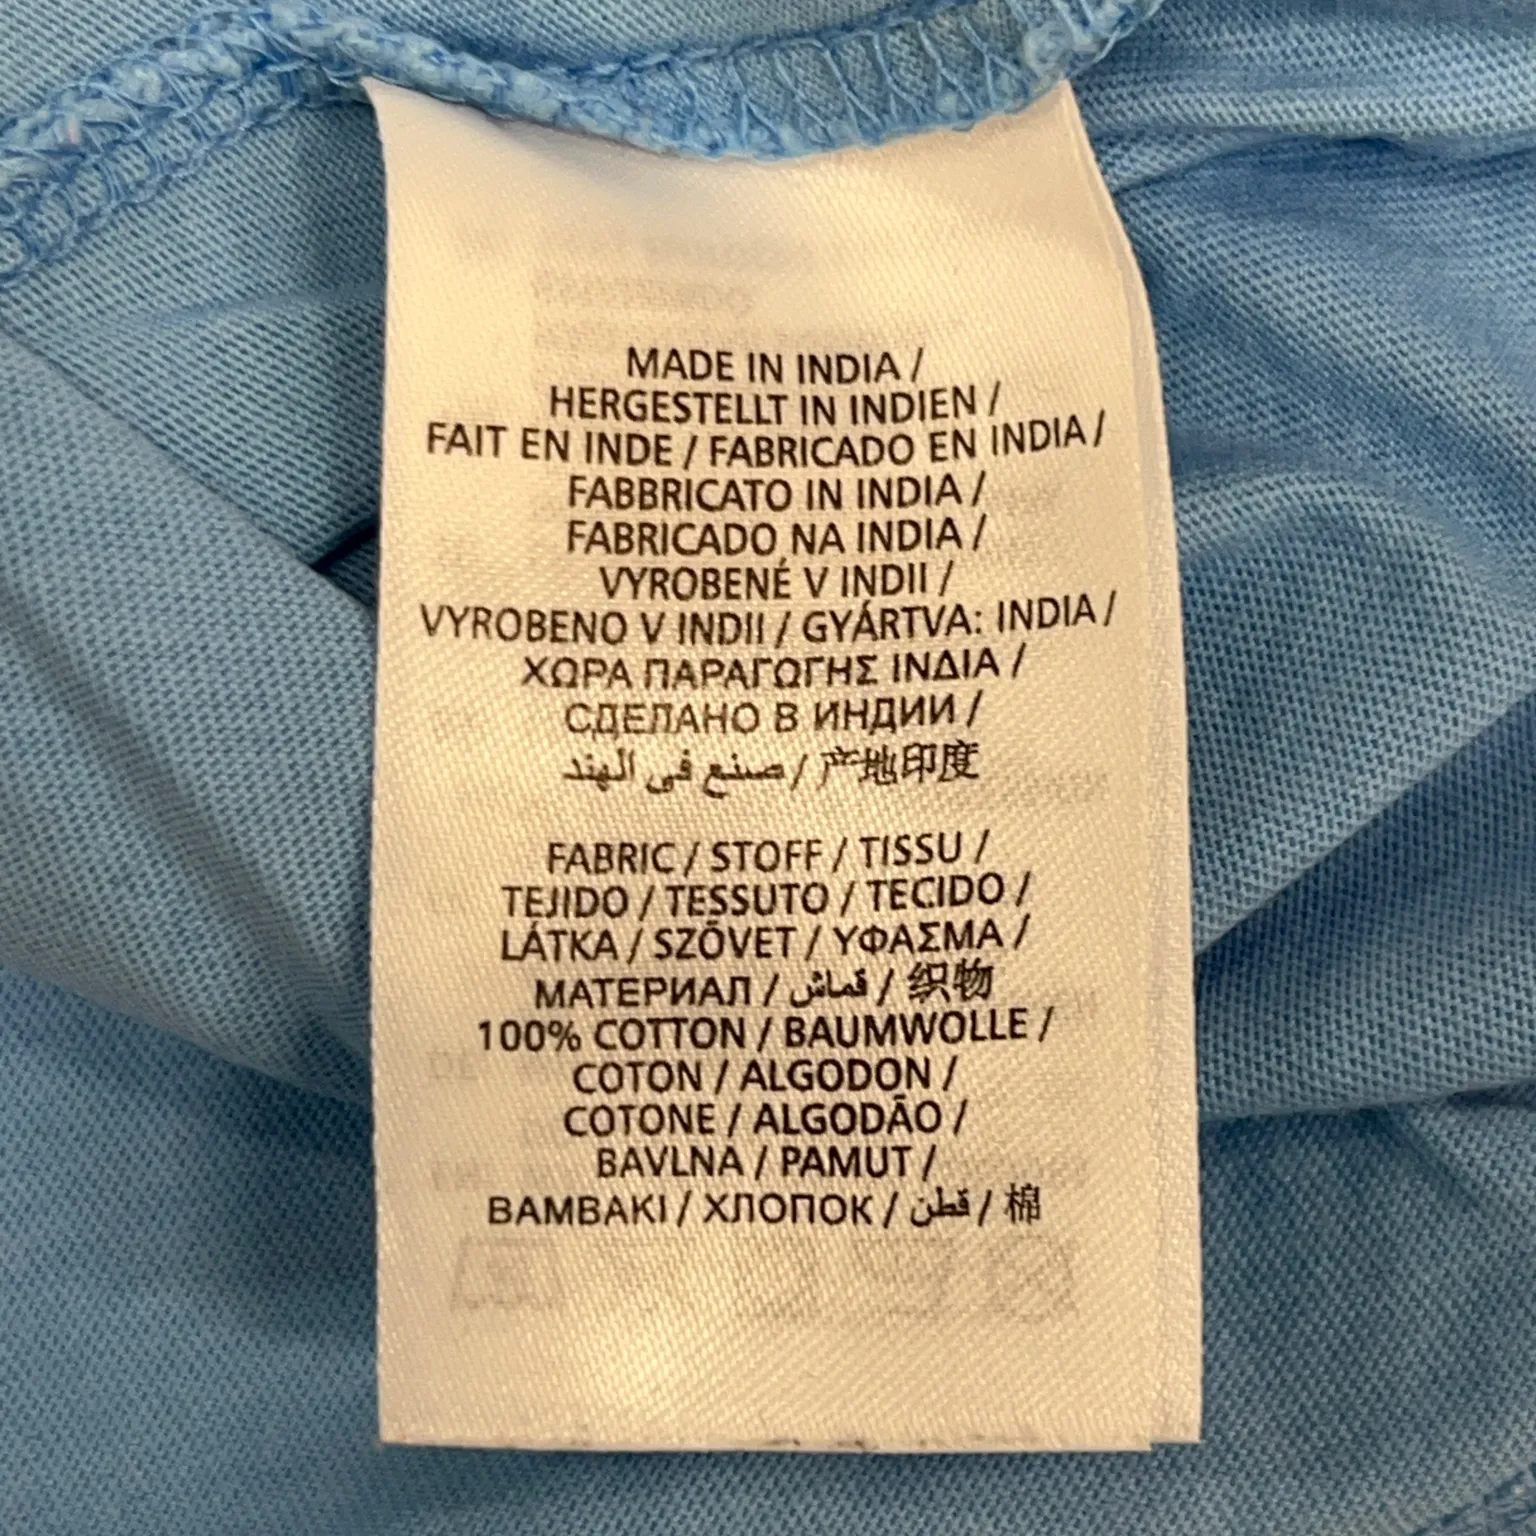 MADE IN INDIA /
HERGESTELLT IN INDIEN /
FAIT EN INDE / FABRICADO EN INDIA /
FABBRICATO IN INDIA /
FABRICADO NA INDIA /
VYROBENÉ V INDII /
VYROBENO V INDII / GYÁRTVA: INDIA /
ΧΩΡΑ ΠΑΡΑΓΩΓΗΣ ΙΝΔΙΑ /
СДЕЛАНО В ИНДИИ /
صنع في الهند / 产地印度
FABRIC / STOFF / TISSU /
TEJIDO / TESSUTO / TECIDO /
LÁTKA / SZÖVET / ΥΦΑΣΜΑ /
МАТЕРИАЛ / قماش / 织物
100% COTTON / BAUMWOLLE /
COTON / ALGODON /
COTONE / ALGODÃO /
BAVLNA / PAMUT /
BAMBAKI / ХЛОПОК / قطن / 棉